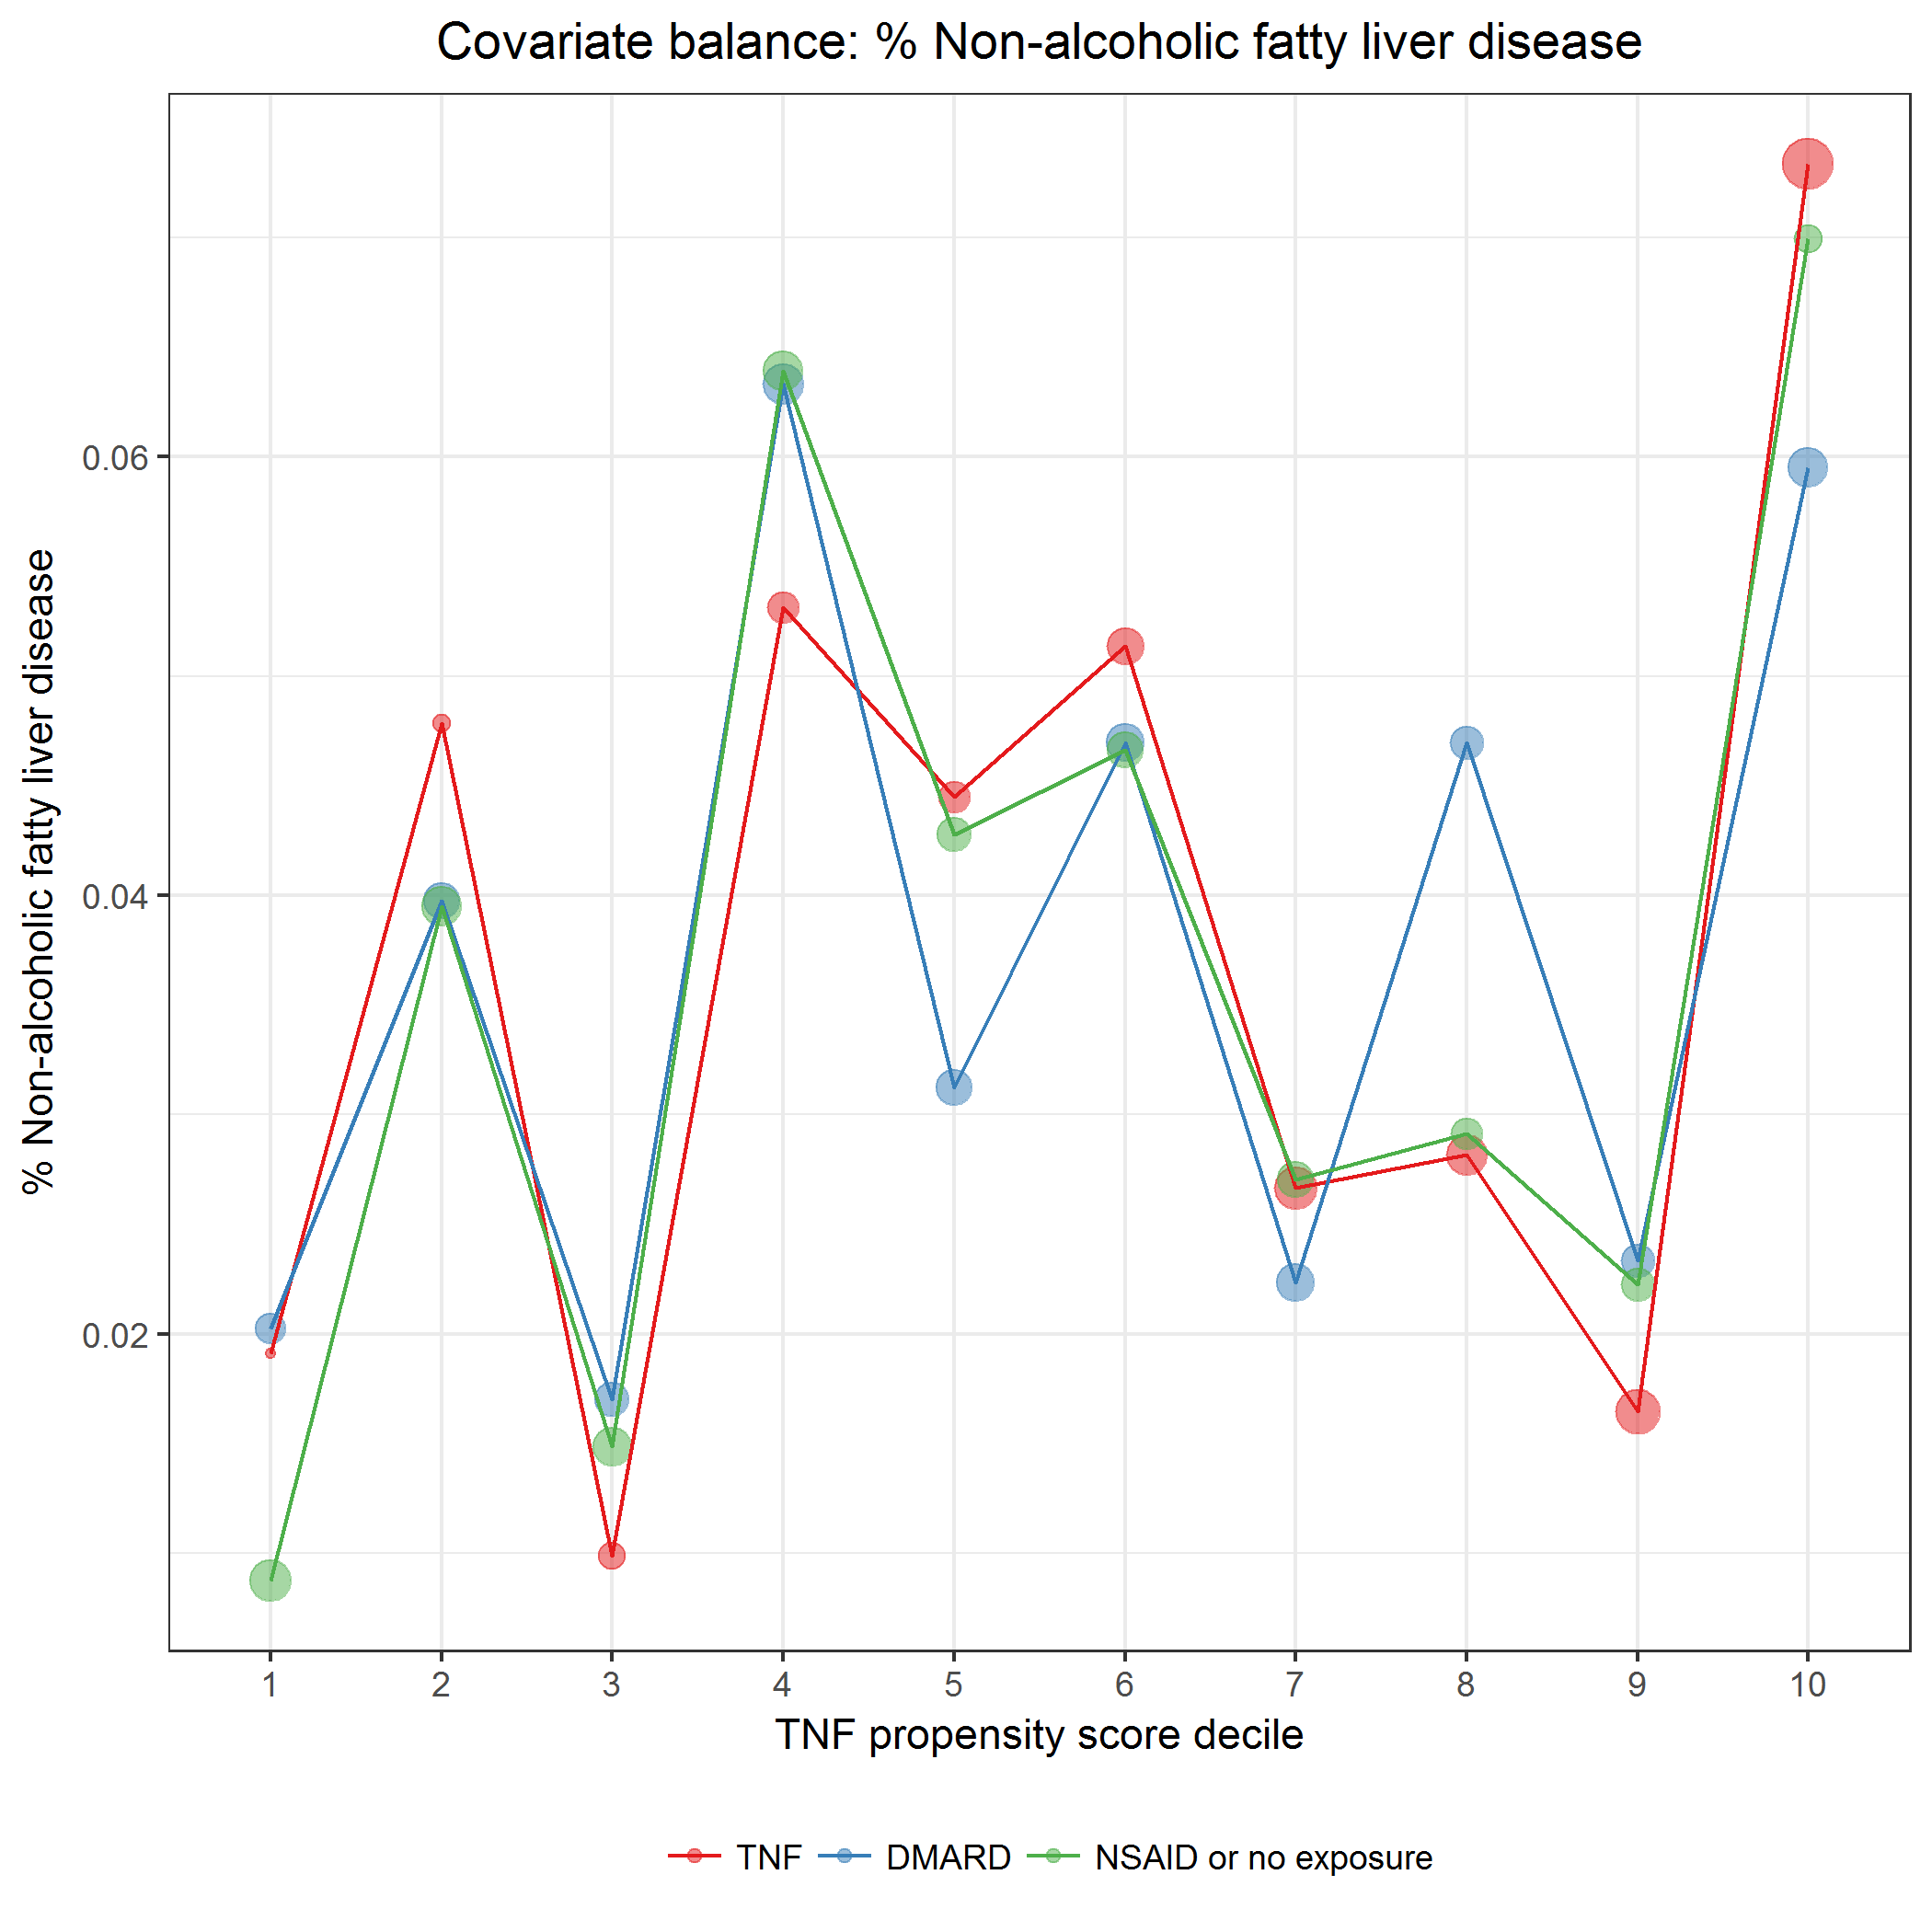 Covariate balance: % Non-alcoholic fatty liver disease
% Non-alcoholic fatty liver disease
0.06
0.04
0.02
1 2 3 4 5 6 7 8 9 10
TNF propensity score decile
TNF DMARD NSAID or no exposure